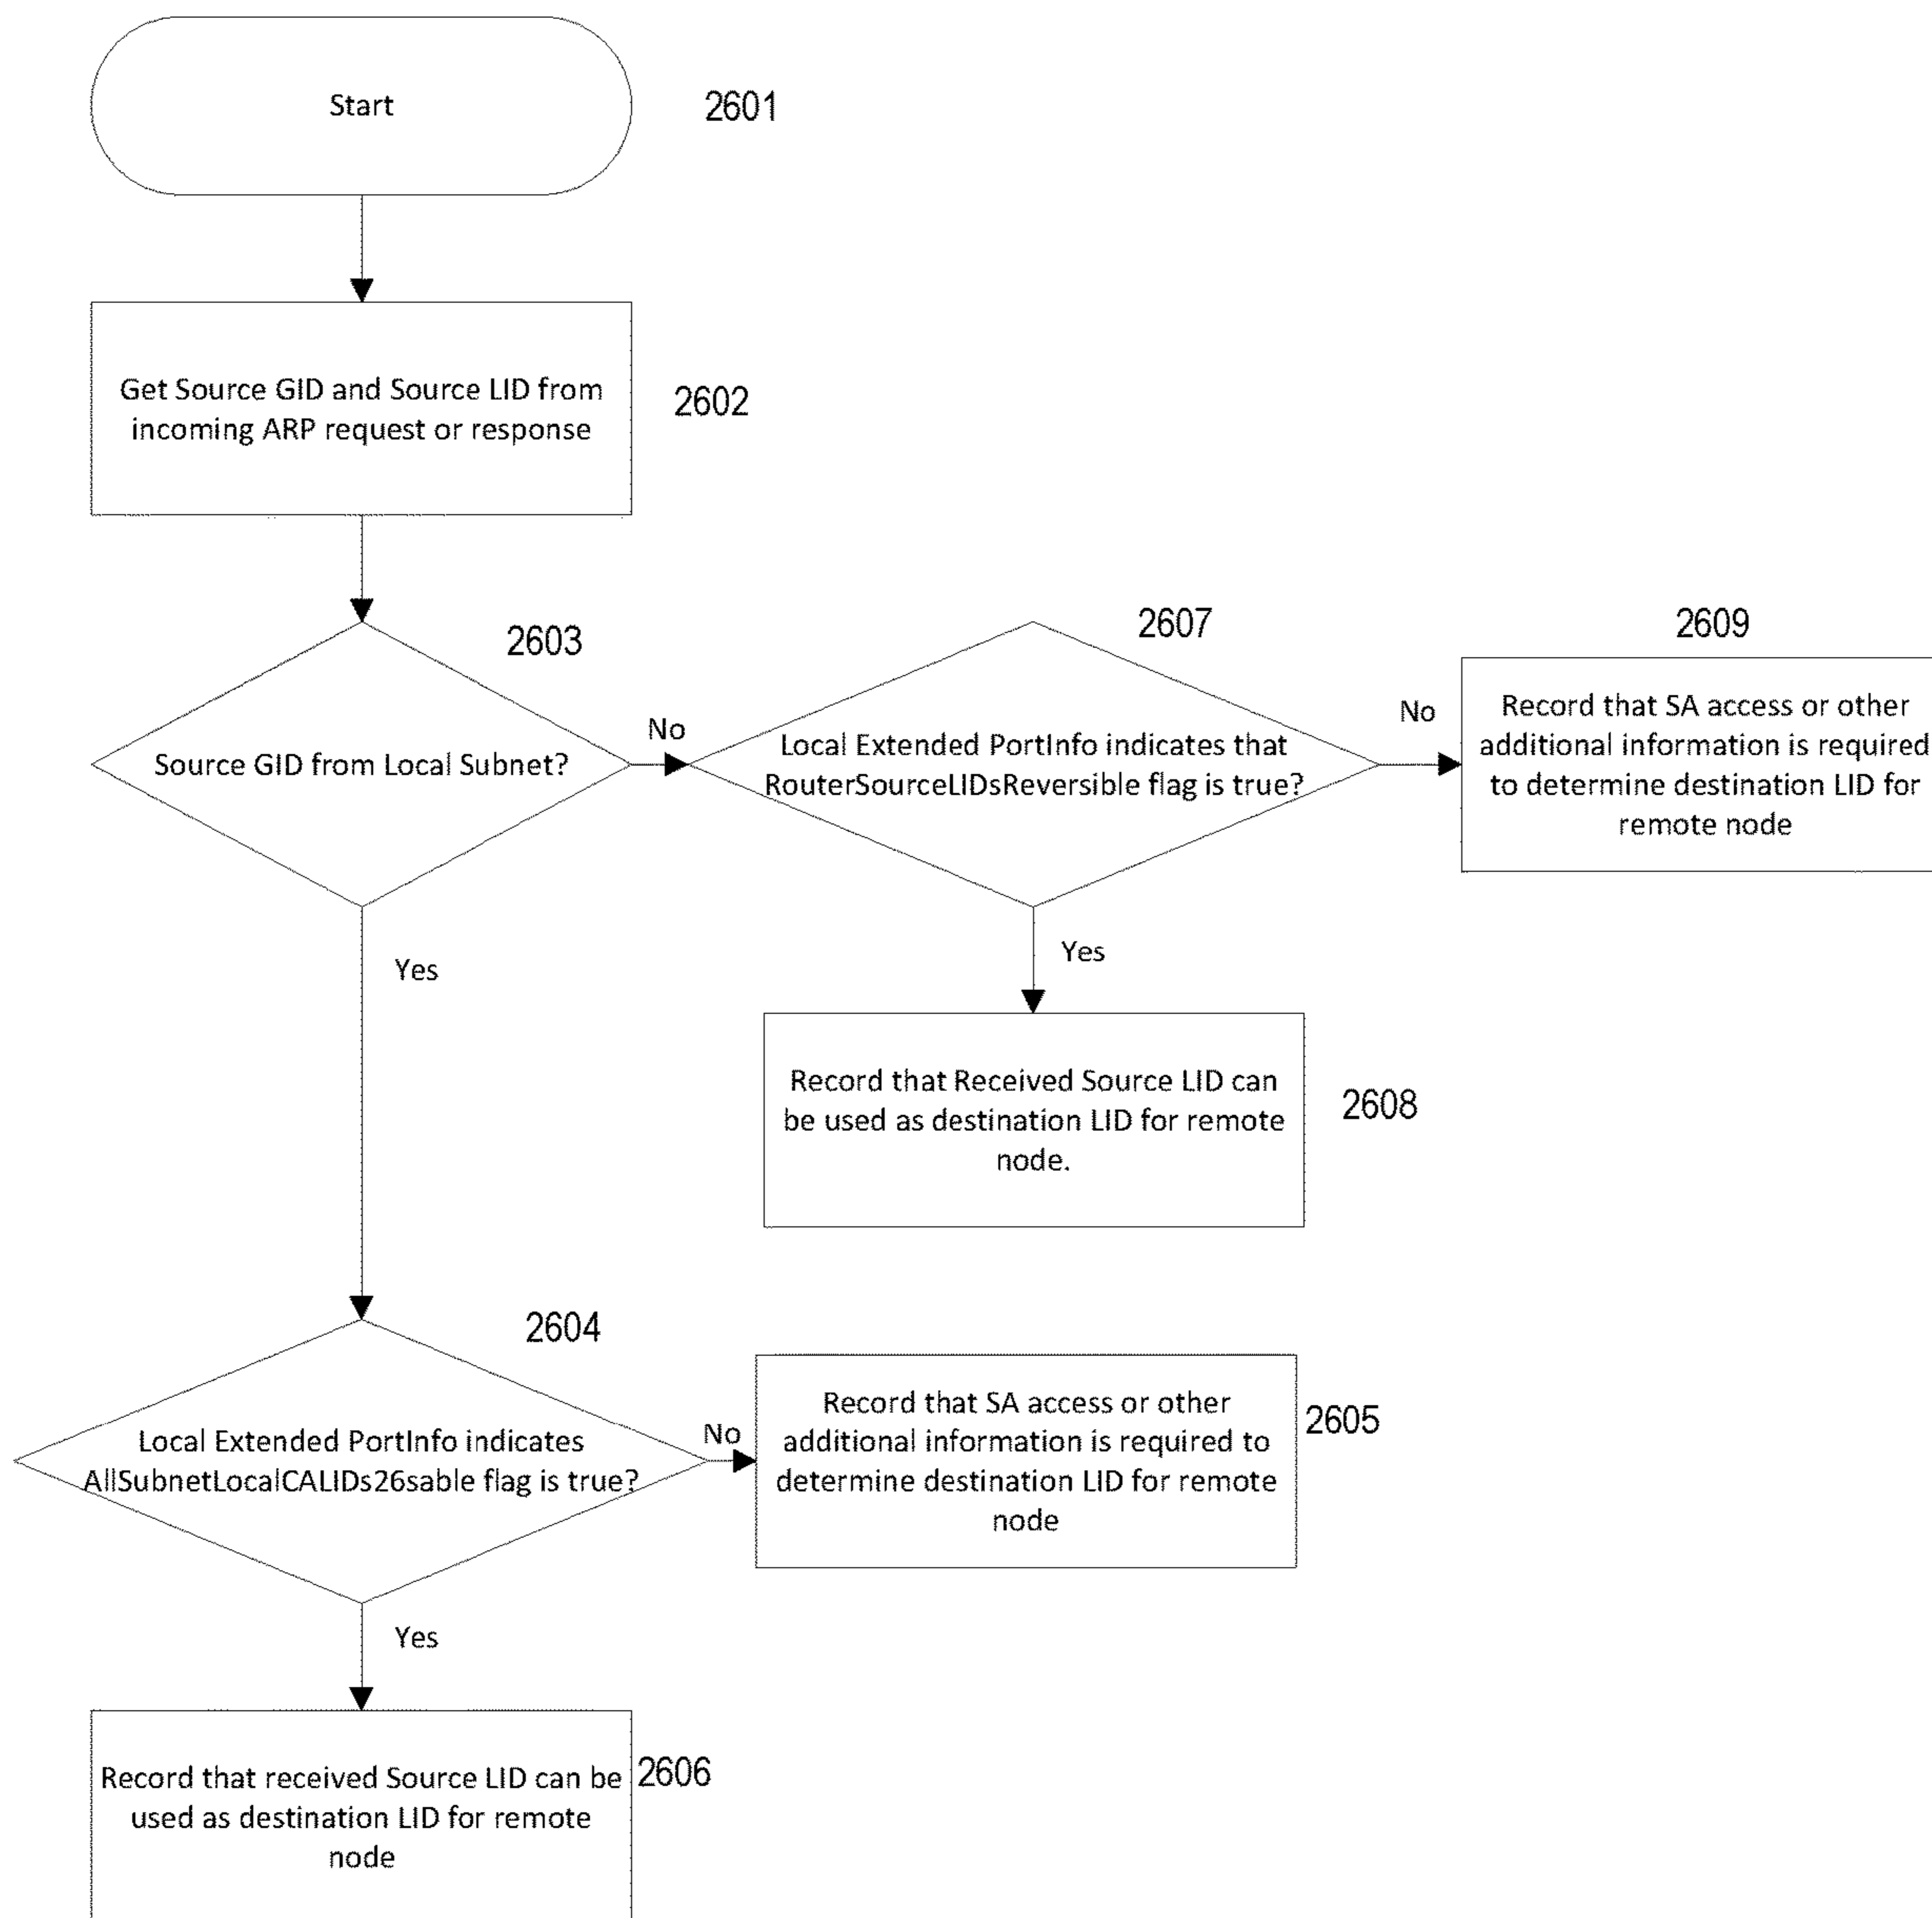 Start
2601
Get Source GID and Source LID from
incoming ARP request or response
2602
2603
Source GID from Local Subnet?
No
2607
Local Extended PortInfo indicates that
RouterSourceLIDsReversible flag is true?
No
2609
Record that SA access or other
additional information is required
to determine destination LID for
remote node
Yes
Yes
Record that Received Source LID can
be used as destination LID for remote
node.
2608
2604
Local Extended PortInfo indicates
AllSubnetLocalCALIDs26sable flag is true?
No
Record that SA access or other
additional information is required to
determine destination LID for remote
node
2605
Yes
Record that received Source LID can be
used as destination LID for remote
node
2606